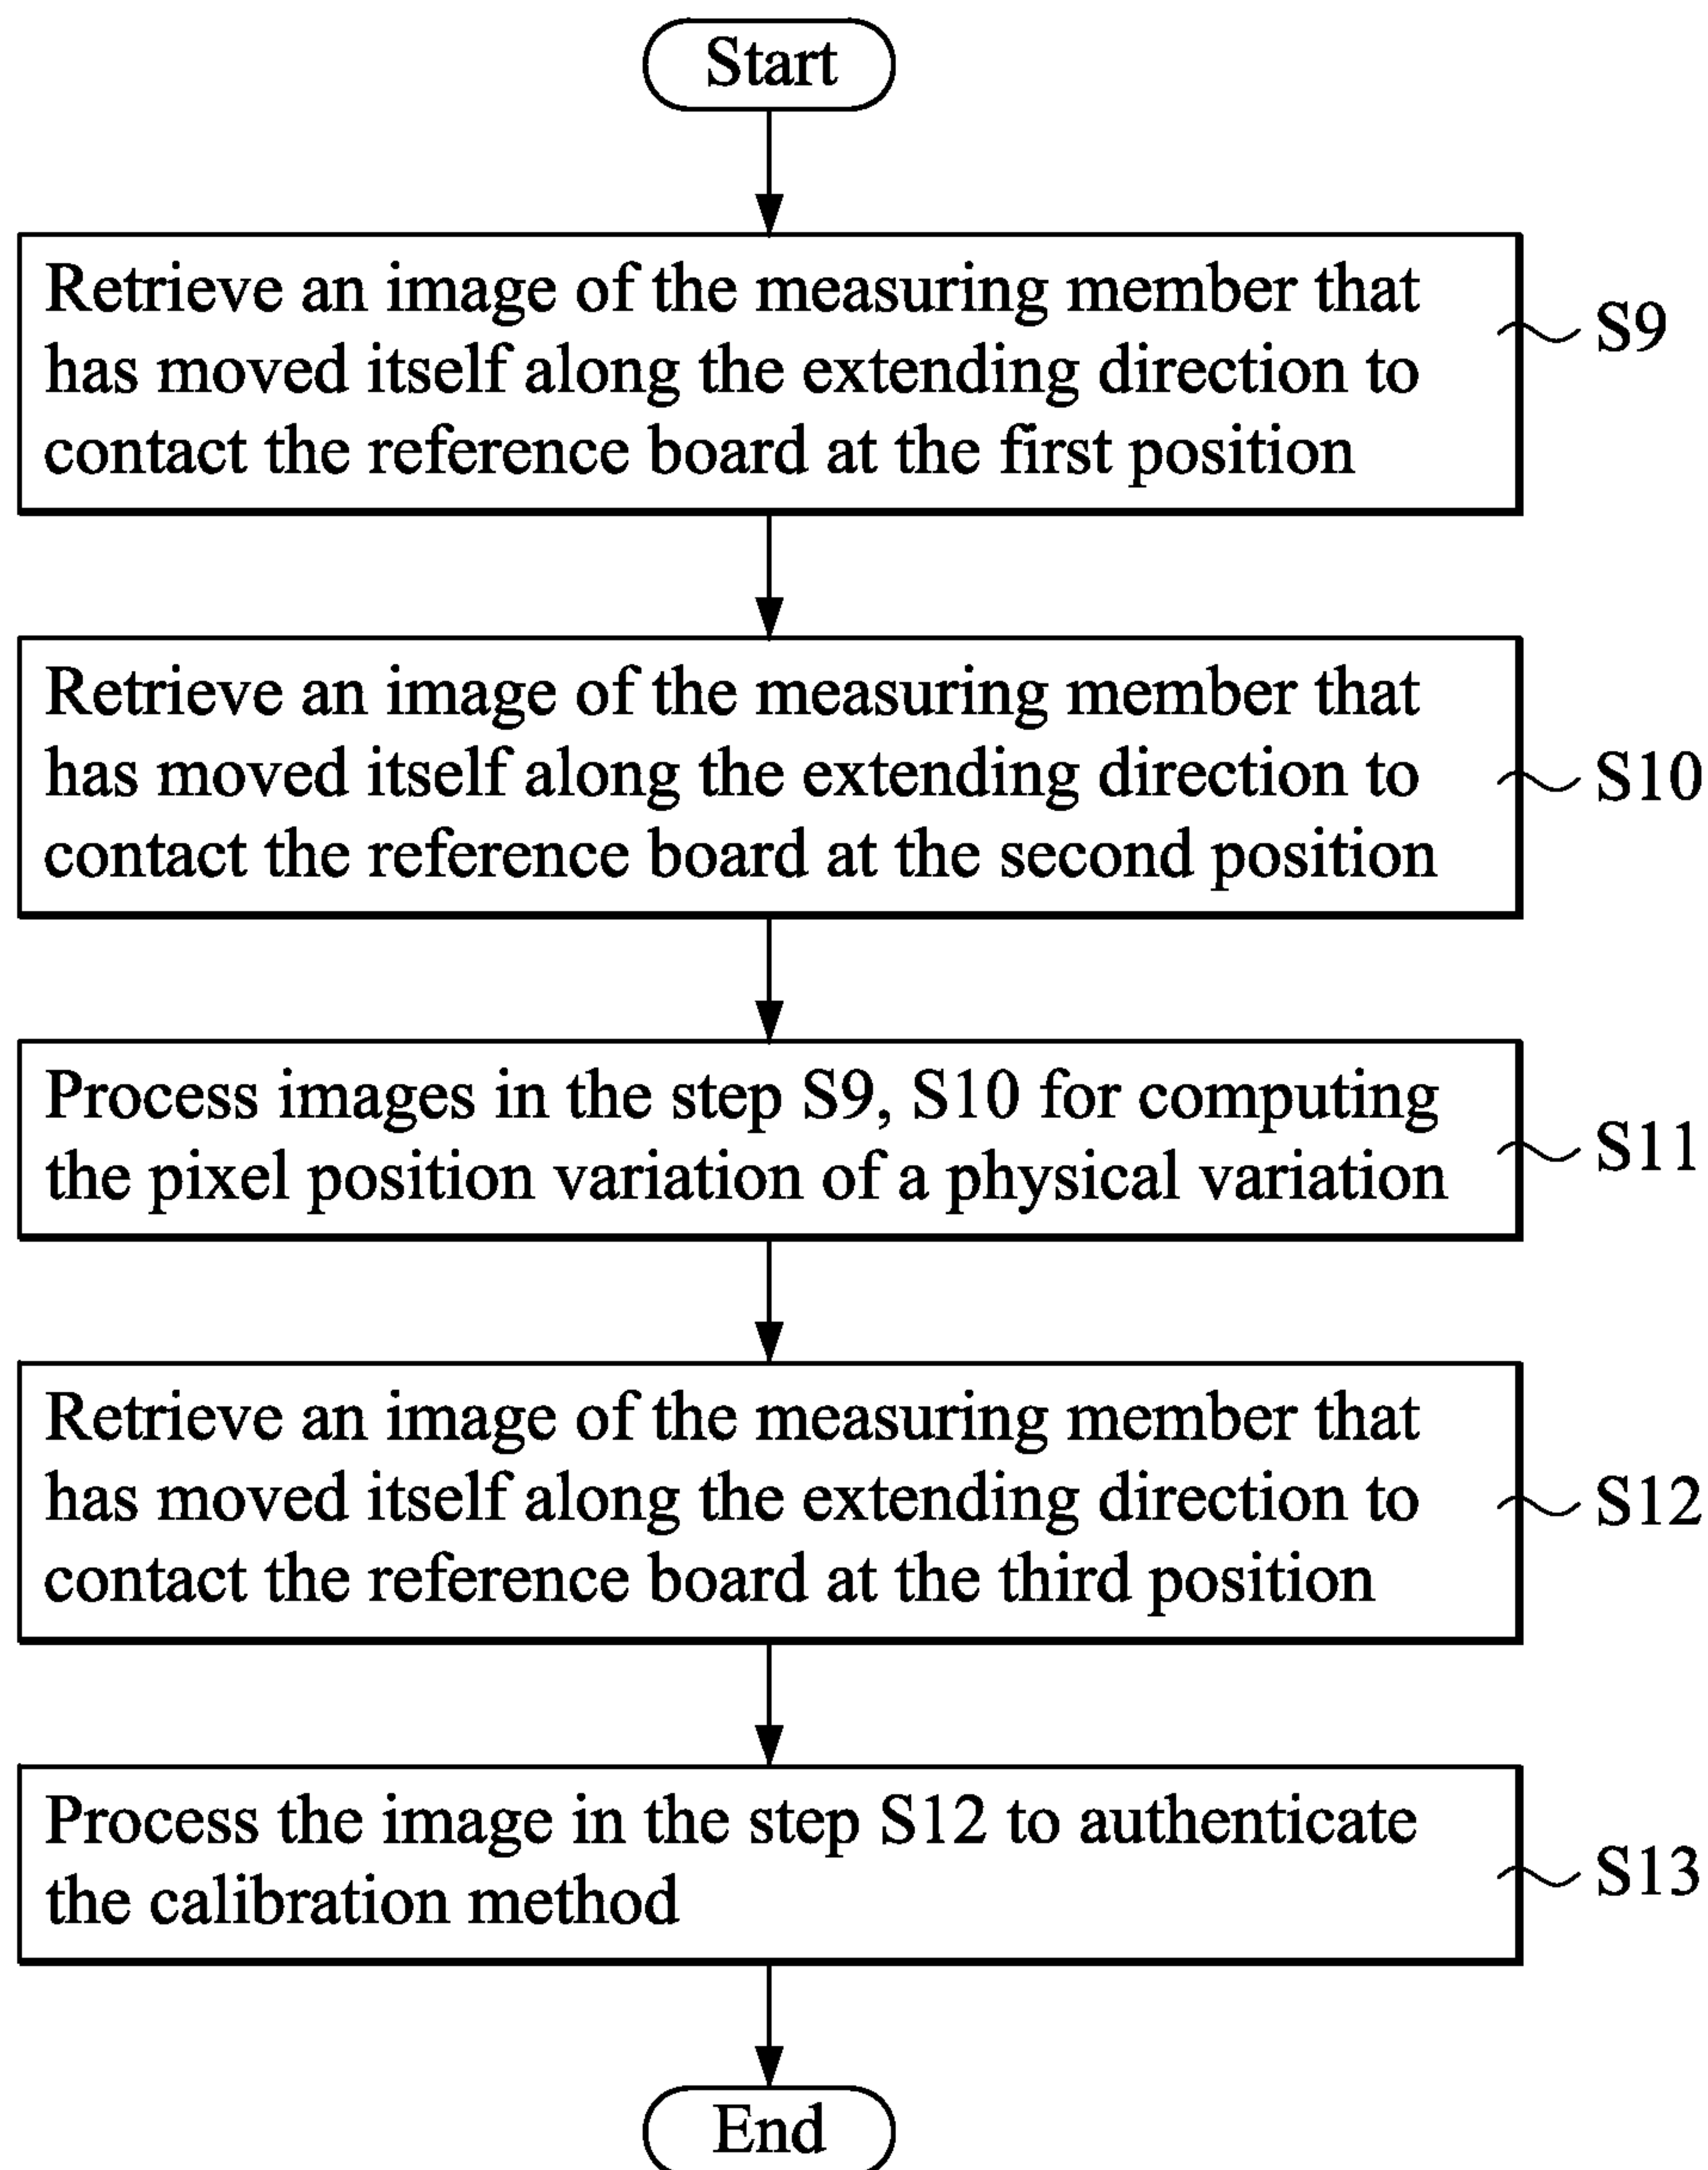 Start
Retrieve an image of the measuring member that
has moved itself along the extending direction to
contact the reference board at the first position
S9
Retrieve an image of the measuring member that
has moved itself along the extending direction to
contact the reference board at the second position
S10
Process images in the step S9, S10 for computing
the pixel position variation of a physical variation
S11
Retrieve an image of the measuring member that
has moved itself along the extending direction to
contact the reference board at the third position
S12
Process the image in the step S12 to authenticate
the calibration method
S13
End